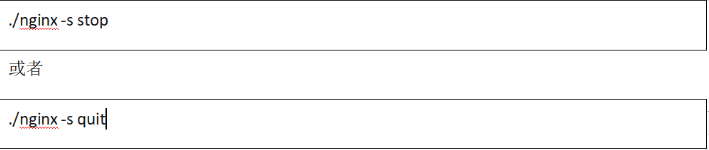 ./nginx -s stop
或者
./nginx -s quit